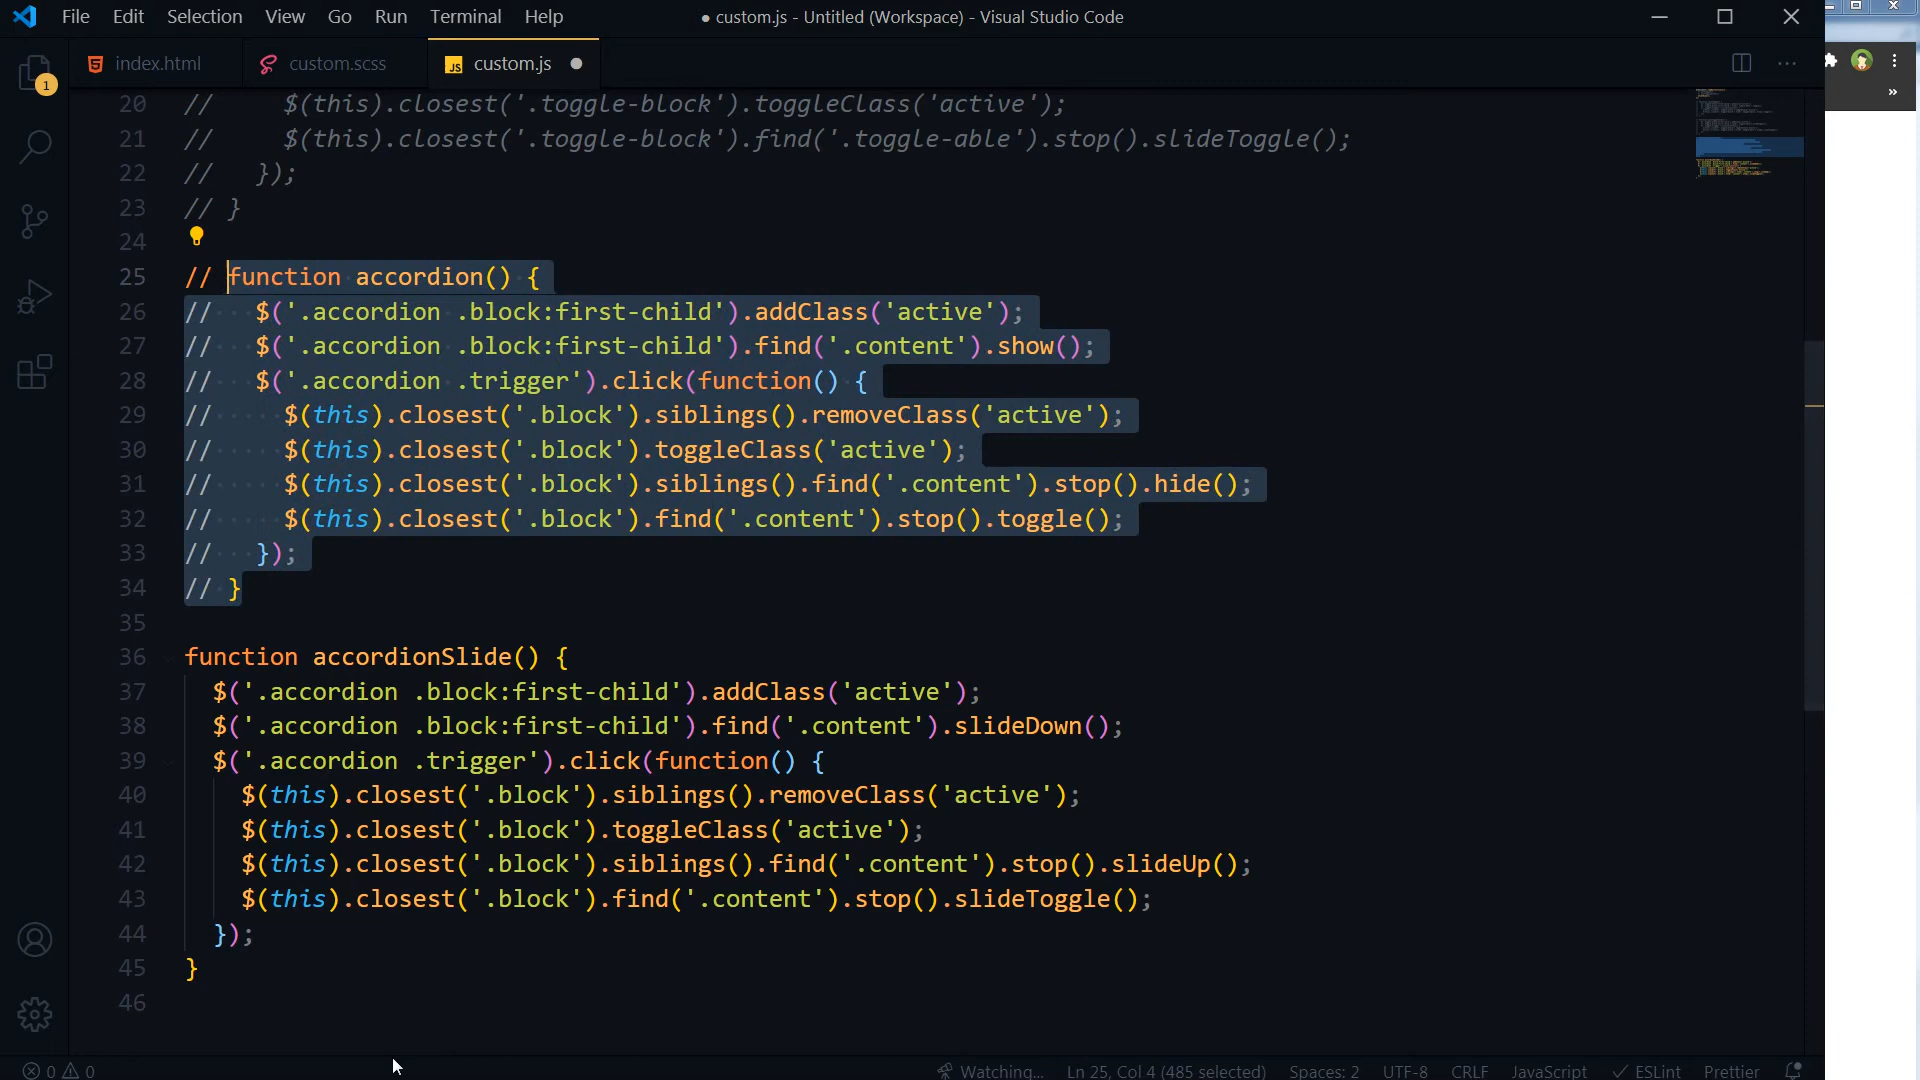 File Edit Selection View Go Run Terminal Help
● custom.js - Untitled (Workspace) - Visual Studio Code
index.html custom.scss custom.js
1
20 //     $(this).closest('.toggle-block').toggleClass('active');
21 //     $(this).closest('.toggle-block').find('.toggle-able').stop().slideToggle();
22 //   });
23 // }
24
25 // function accordion() {
26 //   $('.accordion .block:first-child').addClass('active');
27 //   $('.accordion .block:first-child').find('.content').show();
28 //   $('.accordion .trigger').click(function() {
29 //     $(this).closest('.block').siblings().removeClass('active');
30 //     $(this).closest('.block').toggleClass('active');
31 //     $(this).closest('.block').siblings().find('.content').stop().hide();
32 //     $(this).closest('.block').find('.content').stop().toggle();
33 //   });
34 // }
35
36 function accordionSlide() {
37   $('.accordion .block:first-child').addClass('active');
38   $('.accordion .block:first-child').find('.content').slideDown();
39   $('.accordion .trigger').click(function() {
40     $(this).closest('.block').siblings().removeClass('active');
41     $(this).closest('.block').toggleClass('active');
42     $(this).closest('.block').siblings().find('.content').stop().slideUp();
43     $(this).closest('.block').find('.content').stop().slideToggle();
44   });
45 }
46
0 0 Watching... Ln 25, Col 4 (485 selected) Spaces: 2 UTF-8 CRLF JavaScript ESLint Prettier